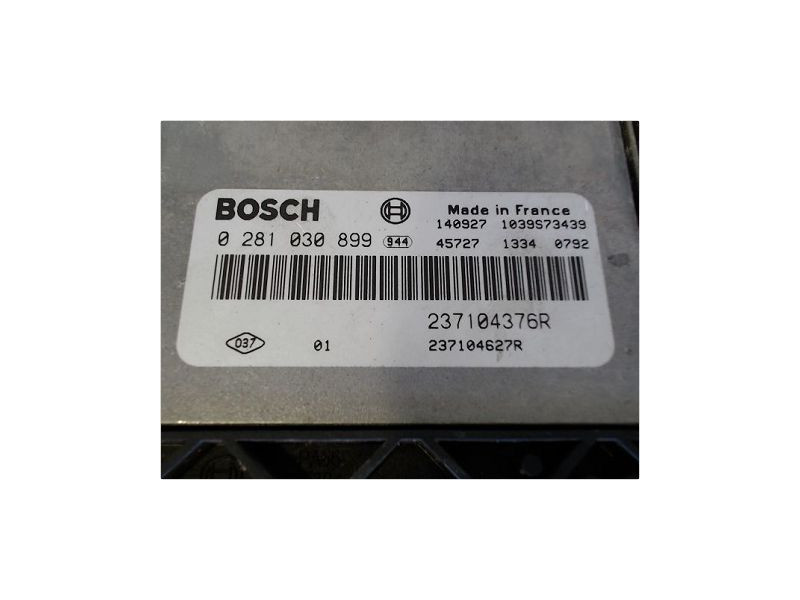 BOSCH Made in France
140927 1039S73439
0 281 030 899 944 45727 1334 0792
237104376R
037 01 237104627R